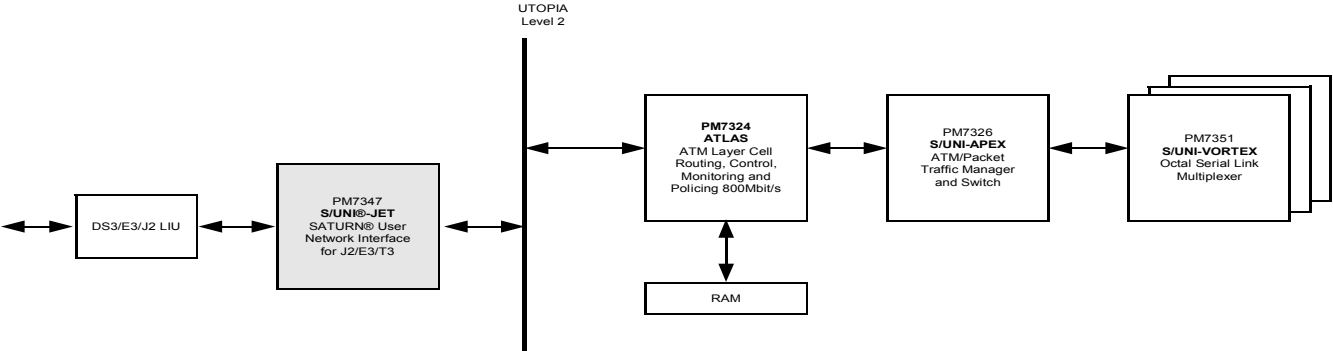 UTOPIA
Level 2
DS3/E3/J2 LIU
PM7347
S/UNI®-JET
SATURN® User
Network Interface
for J2/E3/T3
PM7324
ATLAS
ATM Layer Cell
Routing, Control,
Monitoring and
Policing 800Mbit/s
RAM
PM7326
S/UNI-APEX
ATM/Packet
Traffic Manager
and Switch
PM7351
S/UNI-VORTEX
Octal Serial Link
Multiplexer